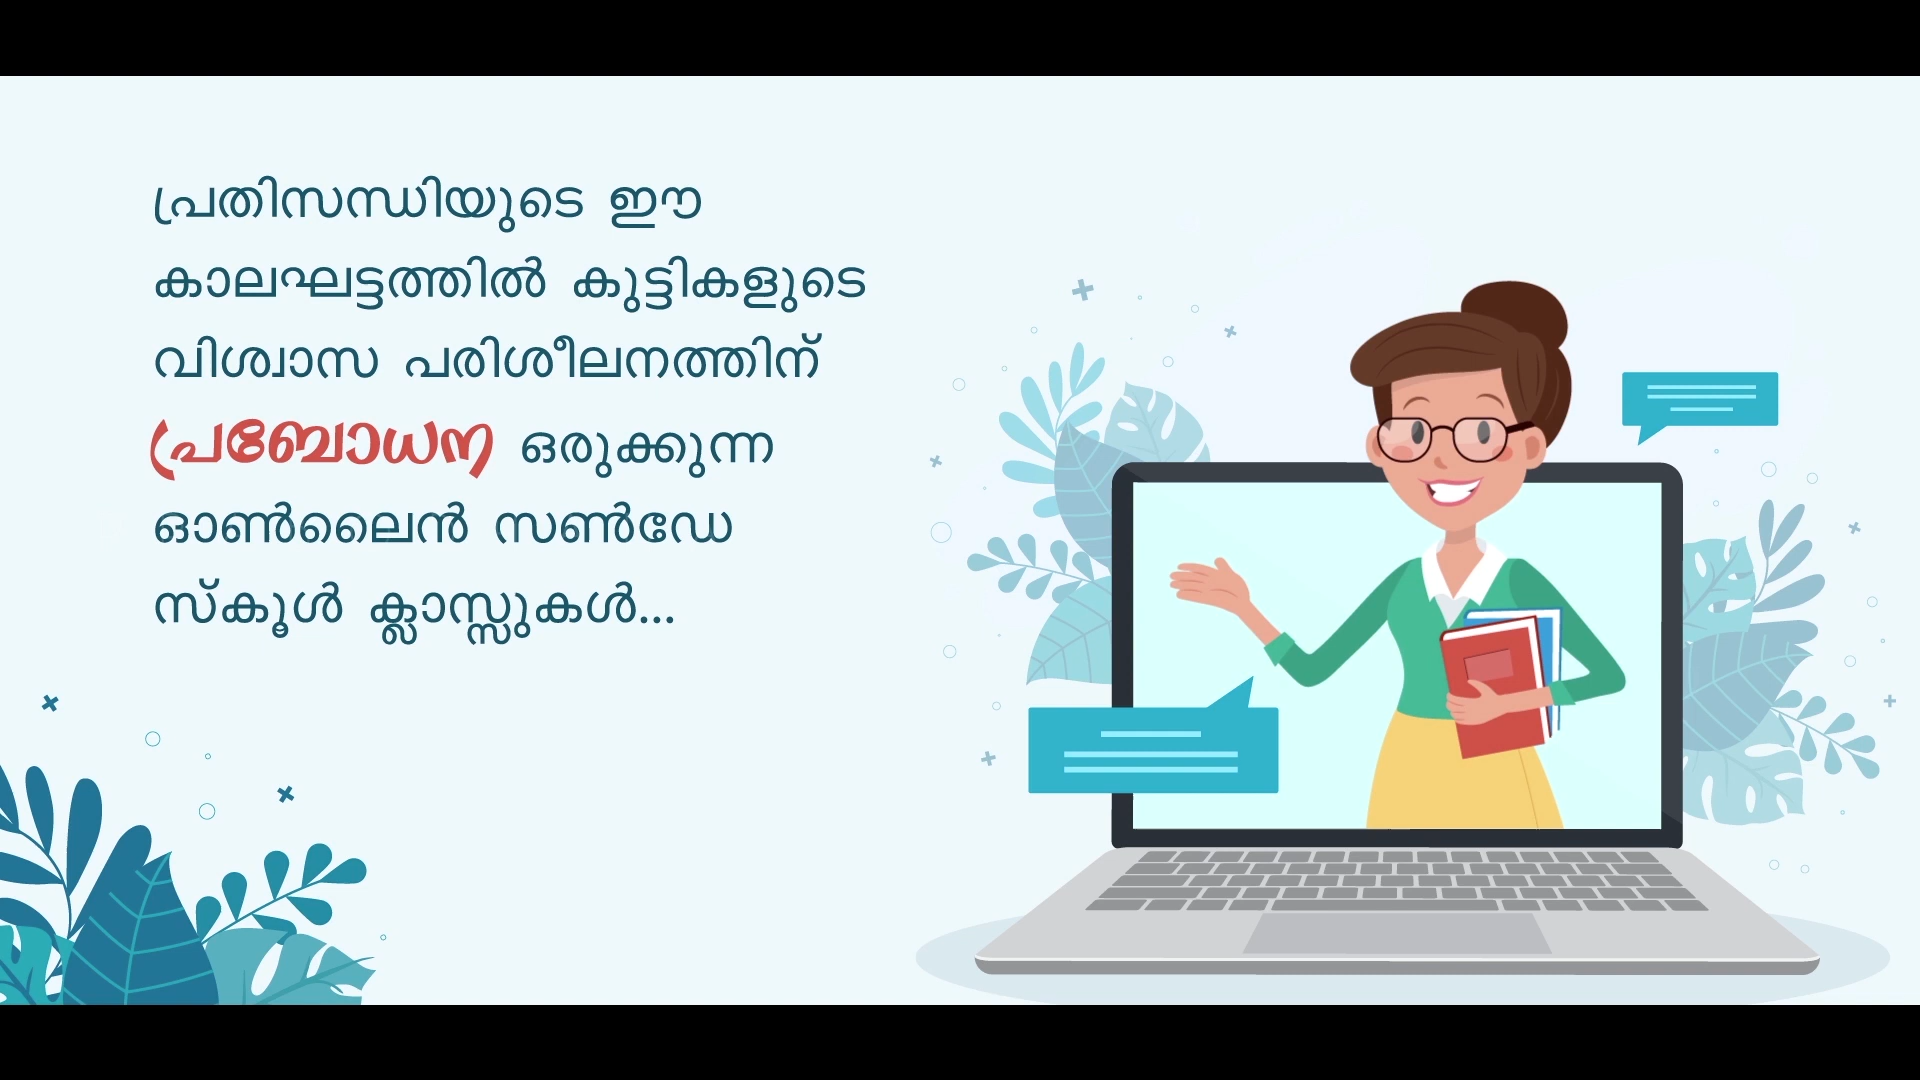 പ്രതിസന്ധിയുടെ ഈ
കാലഘട്ടത്തിൽ കുട്ടികളുടെ
വിശ്വാസ പരിശീലനത്തിന്
പ്രബോധന ഒരുക്കുന്ന
ഓൺലൈൻ സൺഡേ
സ്കൂൾ ക്ലാസ്സുകൾ...